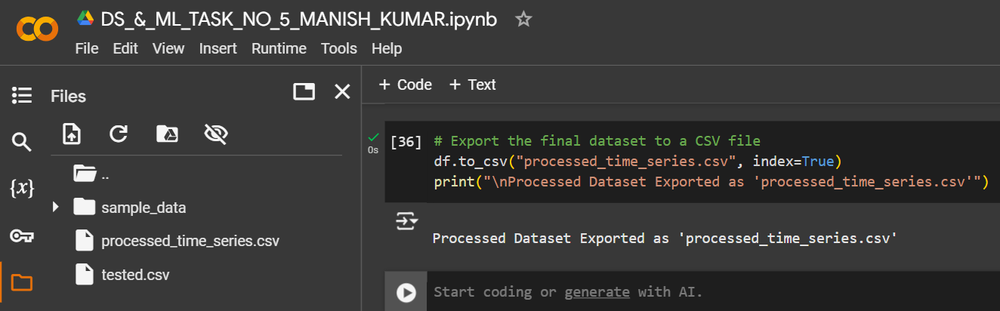 DS_&_ML_TASK_NO_5_MANISH_KUMAR.ipynb
File Edit View Insert Runtime Tools Help
Files
+ Code + Text
{x}
..
sample_data
processed_time_series.csv
tested.csv
0s
[36] # Export the final dataset to a CSV file
df.to_csv("processed_time_series.csv", index=True)
print("\nProcessed Dataset Exported as 'processed_time_series.csv'")
Processed Dataset Exported as 'processed_time_series.csv'
Start coding or generate with AI.